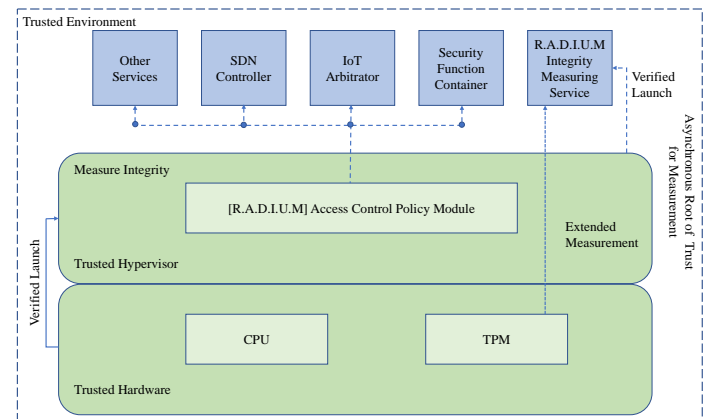 Trusted Environment
Other
Services
SDN
Controller
IoT
Arbitrator
Security
Function
Container
R.A.D.I.U.M
Integrity
Measuring
Service
Verified
Launch
Asynchronous Root of Trust
for Measurement
Measure Integrity
[R.A.D.I.U.M] Access Control Policy Module
Extended
Measurement
Trusted Hypervisor
Verified Launch
CPU
TPM
Trusted Hardware